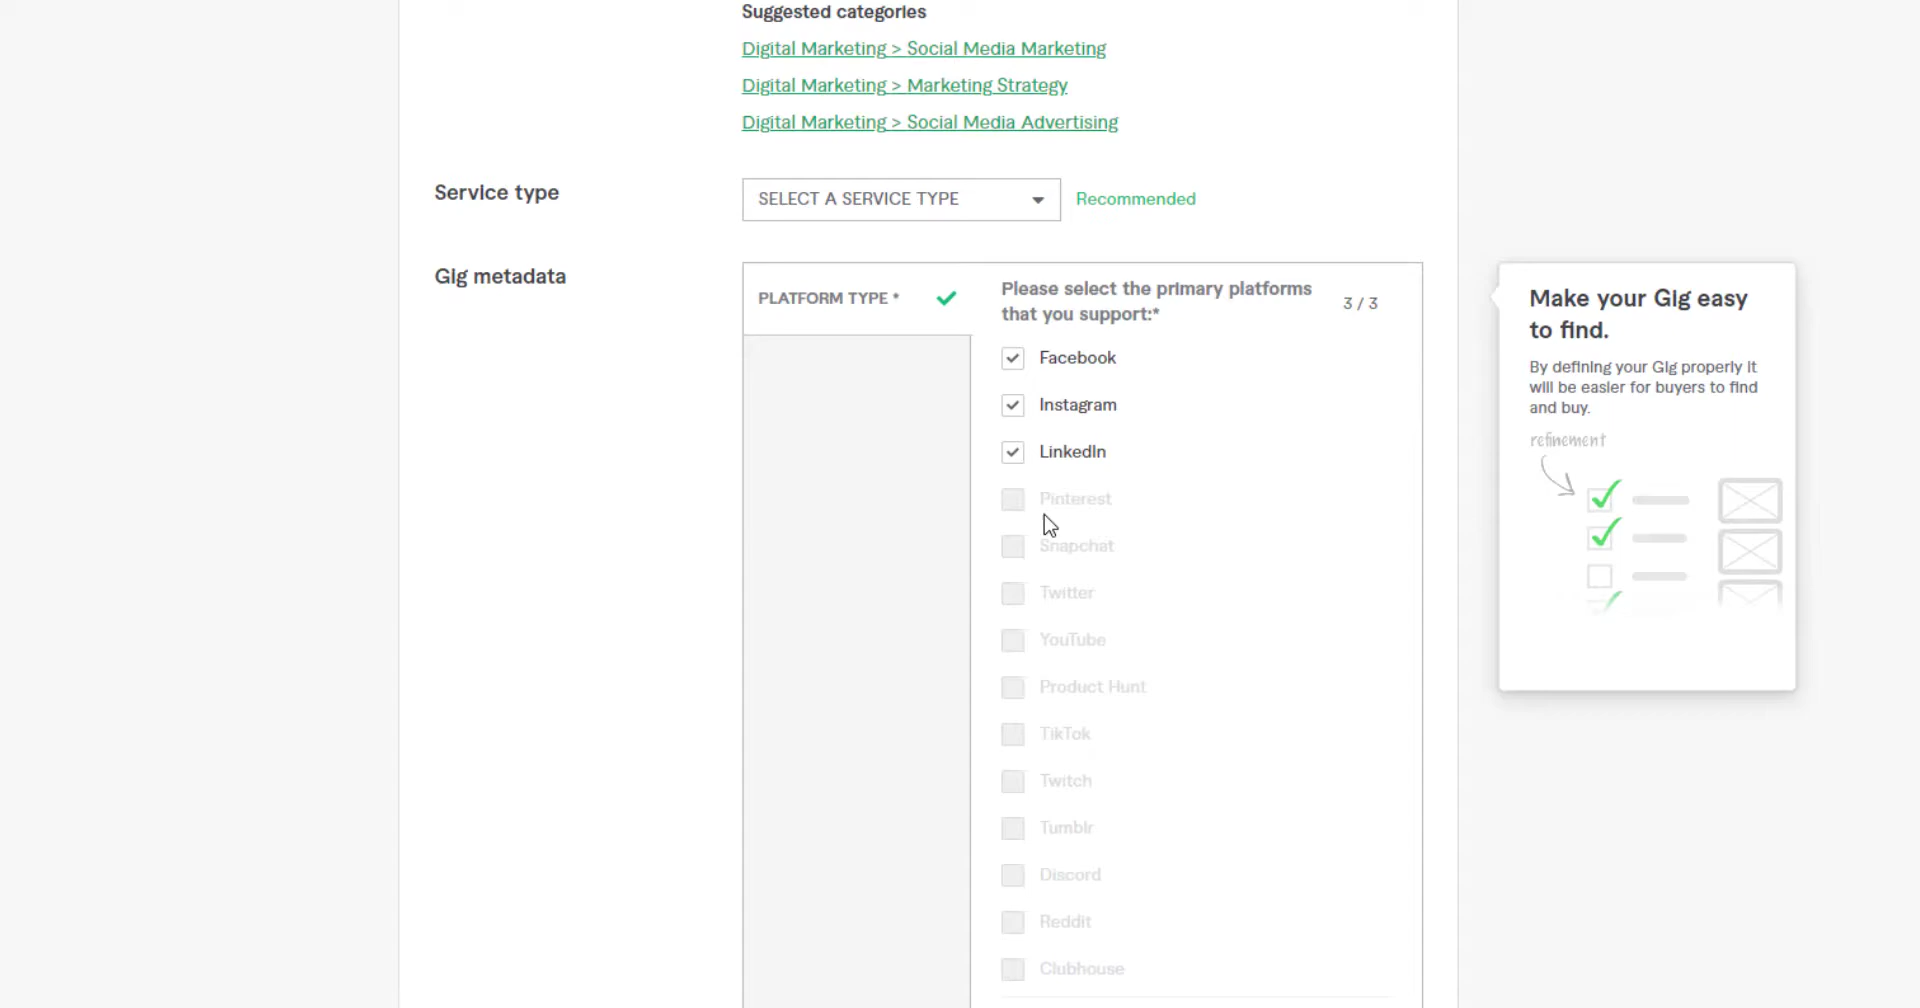 Suggested categories
Digital Marketing > Social Media Marketing
Digital Marketing > Marketing Strategy
Digital Marketing > Social Media Advertising
Service type
SELECT A SERVICE TYPE
Recommended
Gig metadata
PLATFORM TYPE *
Please select the primary platforms
that you support:*
3 / 3
Facebook
Instagram
LinkedIn
Pinterest
Snapchat
Twitter
YouTube
Product Hunt
TikTok
Twitch
Tumblr
Discord
Reddit
Clubhouse
Make your Gig easy
to find.
By defining your Gig properly it
will be easier for buyers to find
and buy.
refinement